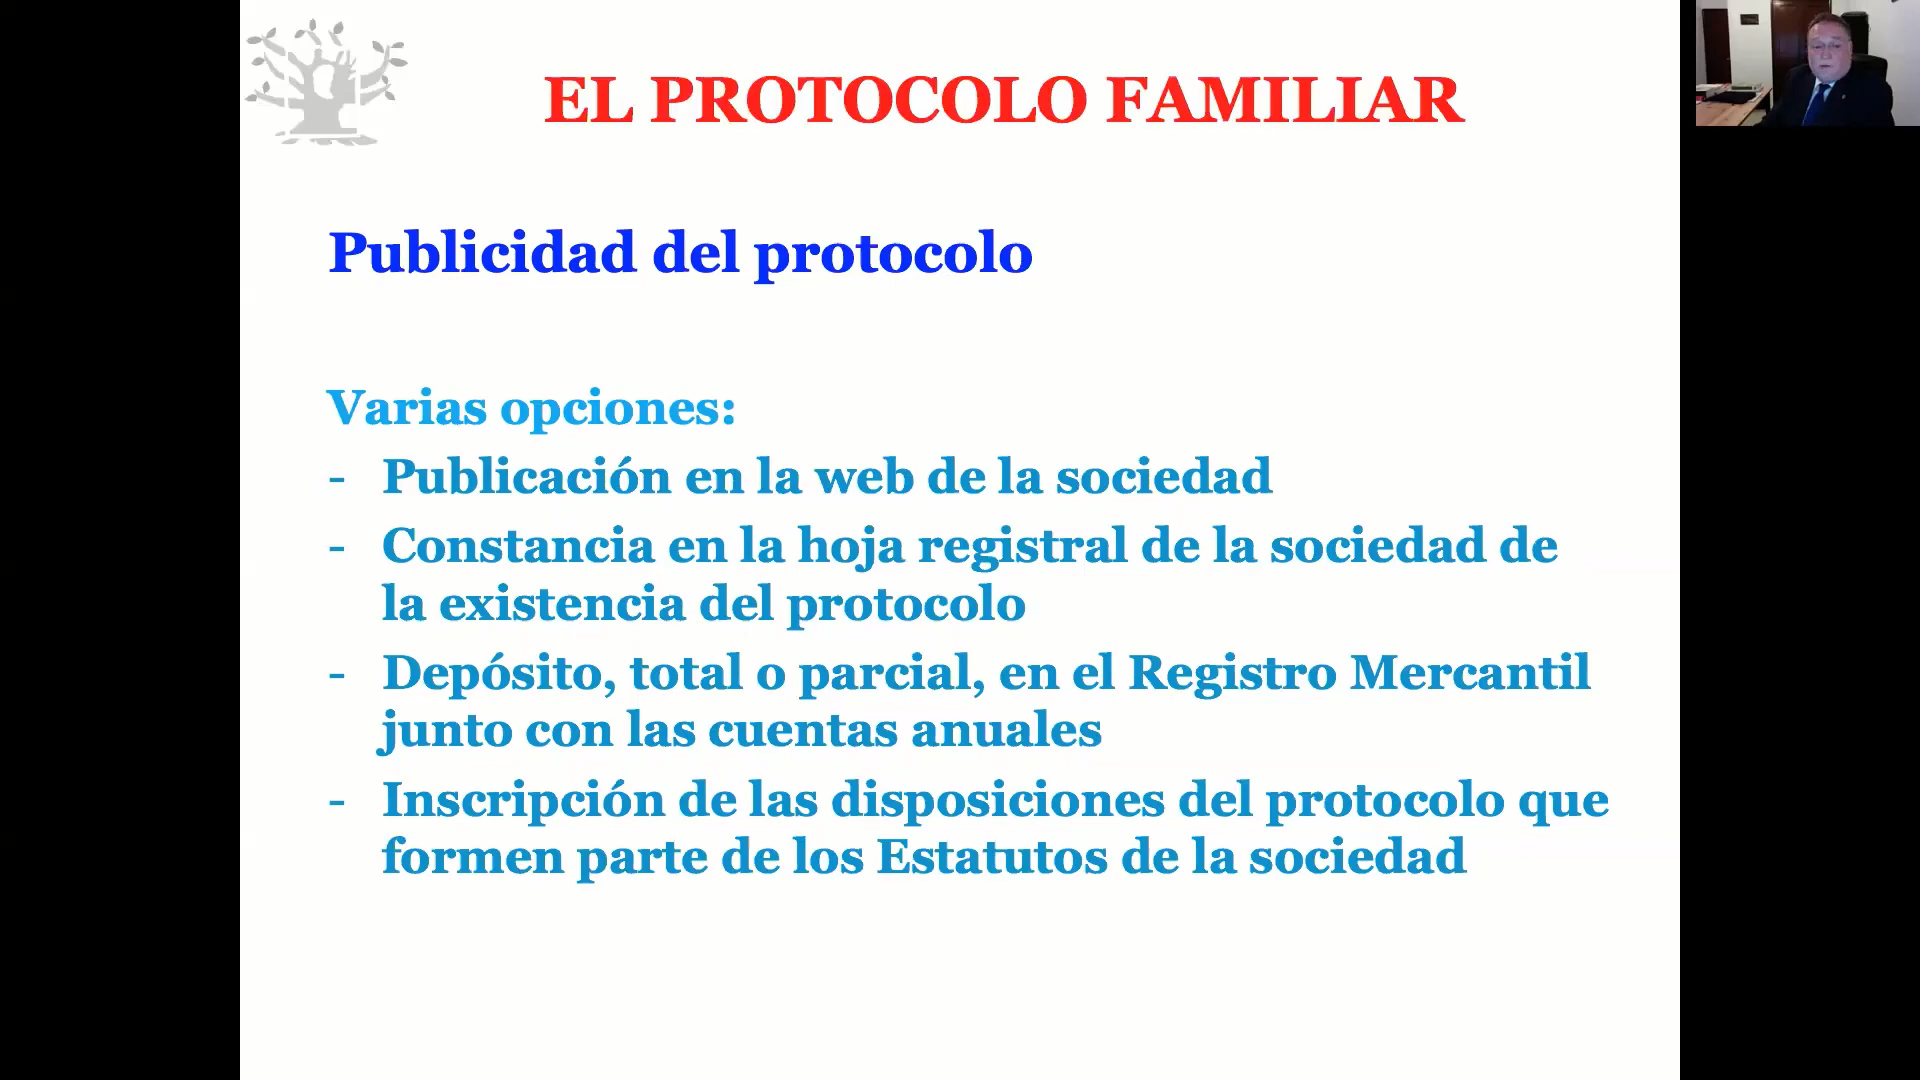 EL PROTOCOLO FAMILIAR
Publicidad del protocolo
Varias opciones:
- Publicación en la web de la sociedad
- Constancia en la hoja registral de la sociedad de
la existencia del protocolo
- Depósito, total o parcial, en el Registro Mercantil
junto con las cuentas anuales
- Inscripción de las disposiciones del protocolo que
formen parte de los Estatutos de la sociedad